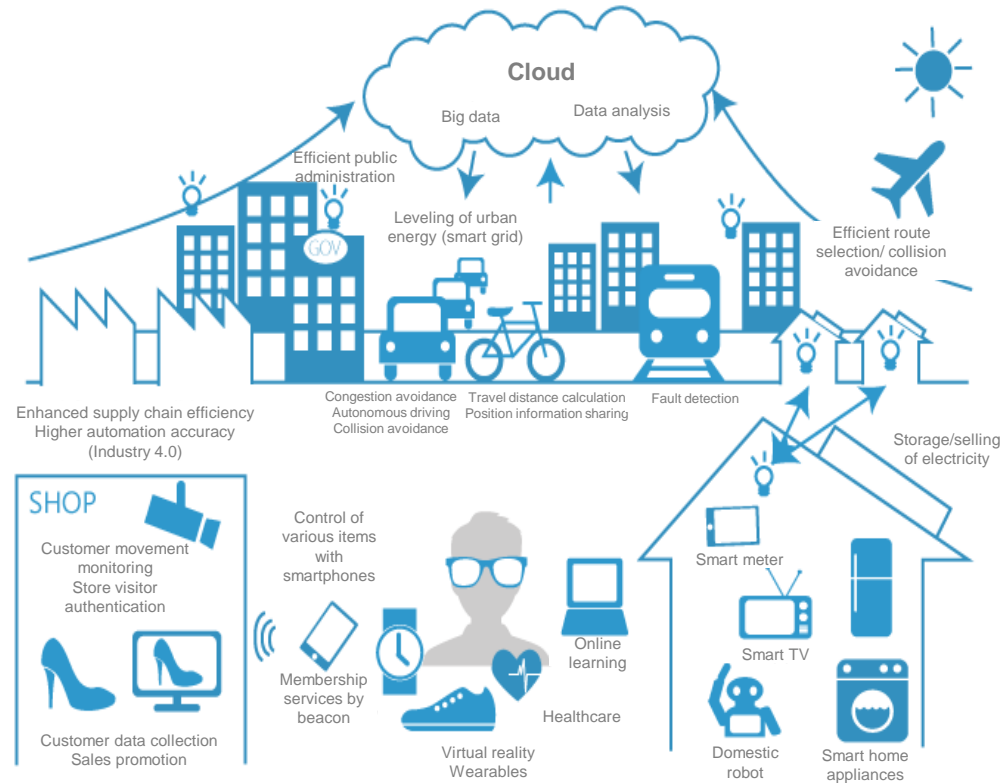 Cloud
Big data
Data analysis
Efficient public
administration
Leveling of urban
energy (smart grid)
GOV
Efficient route
selection/ collision
avoidance
Enhanced supply chain efficiency
Higher automation accuracy
(Industry 4.0)
Congestion avoidance
Autonomous driving
Collision avoidance
Travel distance calculation
Position information sharing
Fault detection
Storage/selling
of electricity
SHOP
Customer movement
monitoring
Store visitor
authentication
Customer data collection
Sales promotion
Control of
various items
with
smartphones
Membership
services by
beacon
Online
learning
Healthcare
Virtual reality
Wearables
Smart meter
Smart TV
Domestic
robot
Smart home
appliances